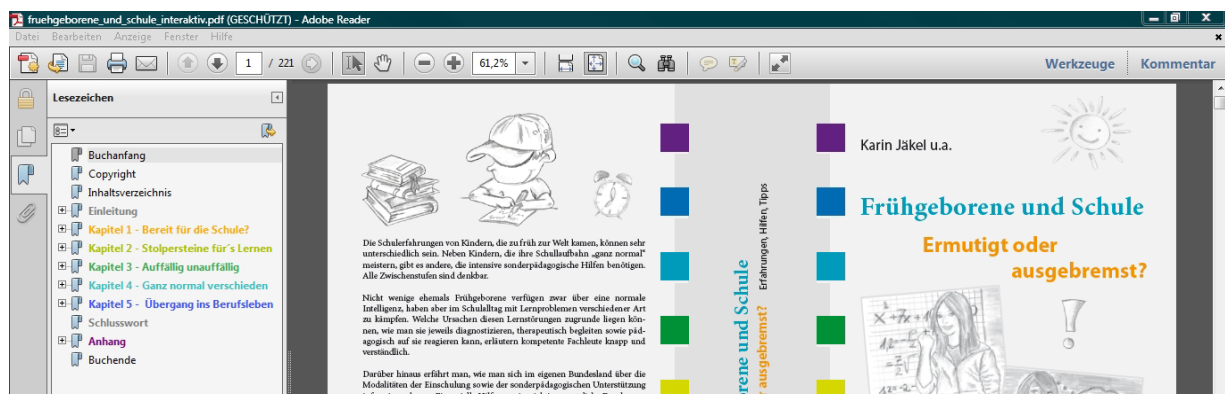 fruehgeborene_und_schule_interaktiv.pdf (GESCHÜTZT) - Adobe Reader
Datei Bearbeiten Anzeige Fenster Hilfe
1 / 221
61,2%
Werkzeuge Kommentar
Lesezeichen
Buchanfang
Copyright
Inhaltsverzeichnis
Einleitung
Kapitel 1 - Bereit für die Schule?
Kapitel 2 - Stolpersteine für´s Lernen
Kapitel 3 - Auffällig unauffällig
Kapitel 4 - Ganz normal verschieden
Kapitel 5 - Übergang ins Berufsleben
Schlusswort
Anhang
Buchende
Die Schulerfahrungen von Kindern, die zu früh zur Welt kamen, können sehr
unterschiedlich sein. Neben Kindern, die ihre Schullaufbahn „ganz normal"
meistern, gibt es andere, die intensive sonderpädagogische Hilfen benötigen.
Alle Zwischenstufen sind denkbar.
Nicht wenige ehemals Frühgeborene verfügen zwar über eine normale
Intelligenz, haben aber im Schulalltag mit Lernproblemen verschiedener Art
zu kämpfen. Welche Ursachen diesen Lernstörungen zugrunde liegen kön-
nen, wie man sie jeweils diagnostizieren, therapeutisch begleiten sowie päd-
agogisch auf sie reagieren kann, erläutern kompetente Fachleute knapp und
verständlich.
Darüber hinaus erfährt man, wie man sich im eigenen Bundesland über die
Modalitäten der Einschulung sowie der sonderpädagogischen Unterstützung
orene und Schule
ausgebremst?
Erfahrungen, Hilfen, Tipps
Karin Jäkel u.a.
Frühgeborene und Schule
Ermutigt oder
ausgebremst?
!